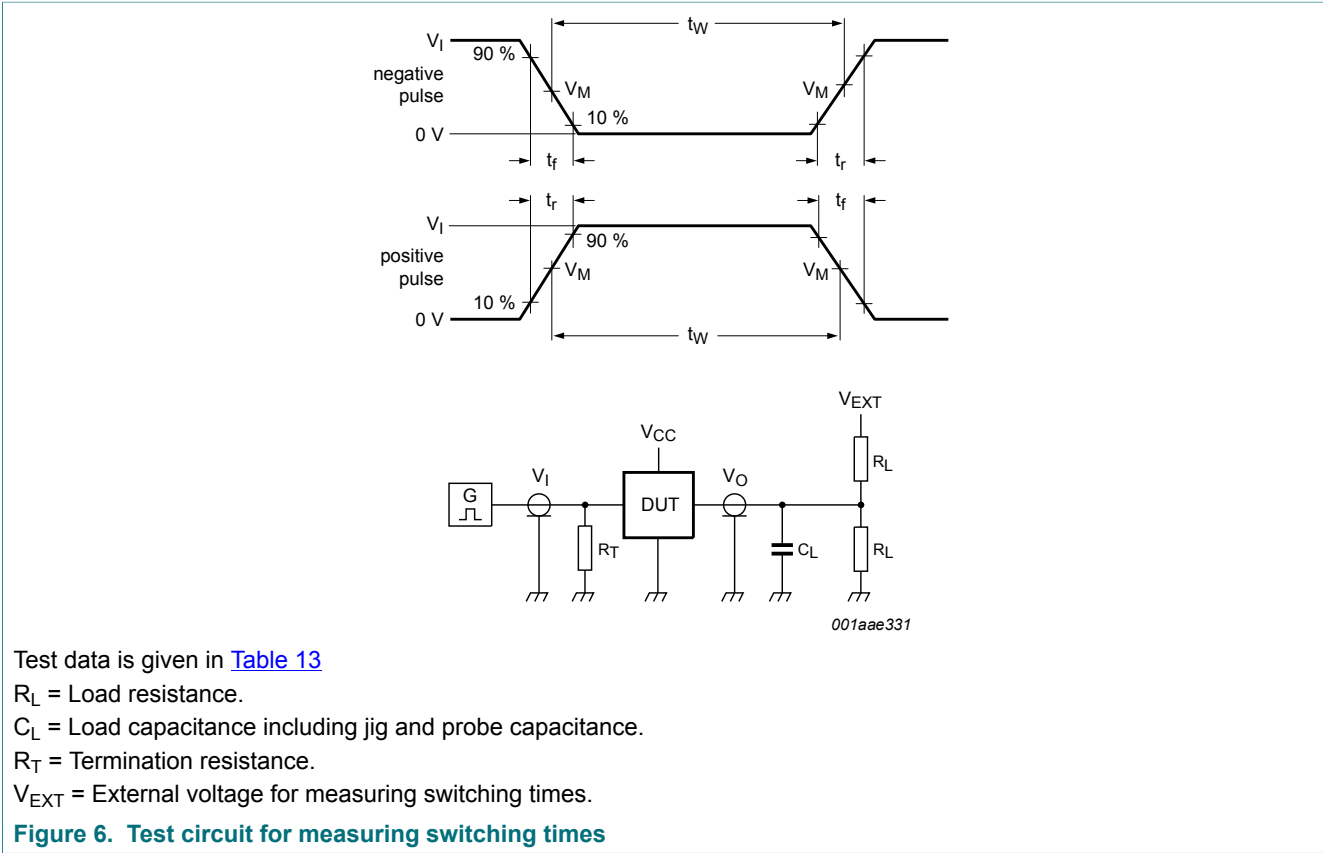 tW
VI
90 %
negative
pulse
VM
VM
10 %
0 V
tf
tr
tr
tf
VI
90 %
positive
pulse
VM
VM
10 %
0 V
tW
VEXT
VCC
RL
VI
VO
G
DUT
RT
CL
RL
001aae331
Test data is given in Table 13
RL = Load resistance.
CL = Load capacitance including jig and probe capacitance.
RT = Termination resistance.
VEXT = External voltage for measuring switching times.
Figure 6. Test circuit for measuring switching times